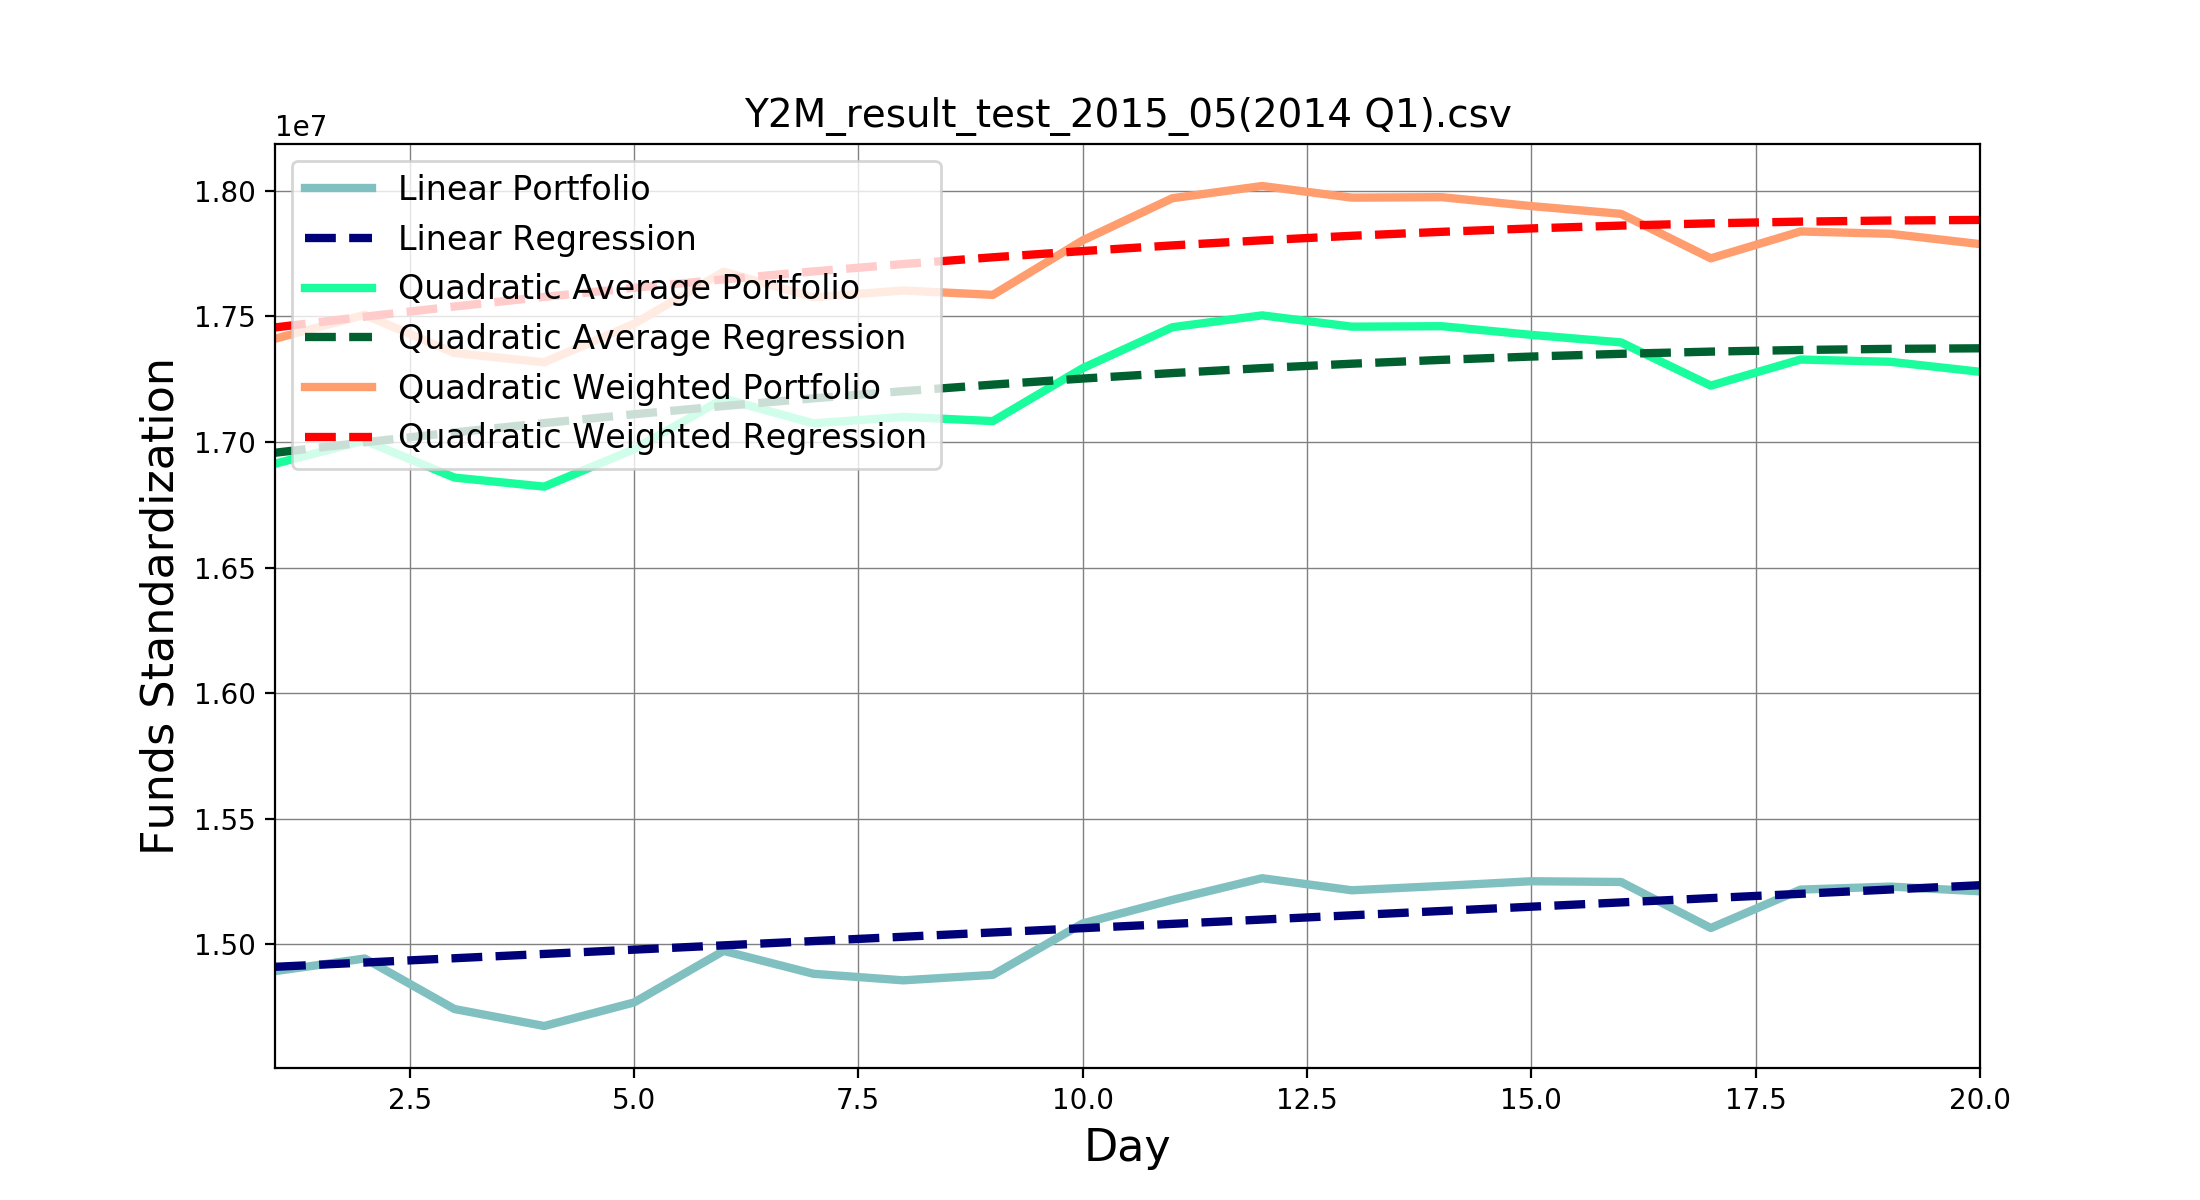 Y2M_result_test_2015_05(2014 Q1).csv
1e7
Linear Portfolio
Linear Regression
Quadratic Average Portfolio
Quadratic Average Regression
Quadratic Weighted Portfolio
Quadratic Weighted Regression
1.80
1.75
1.70
1.65
1.60
1.55
1.50
Funds Standardization
2.5 5.0 7.5 10.0 12.5 15.0 17.5 20.0
Day